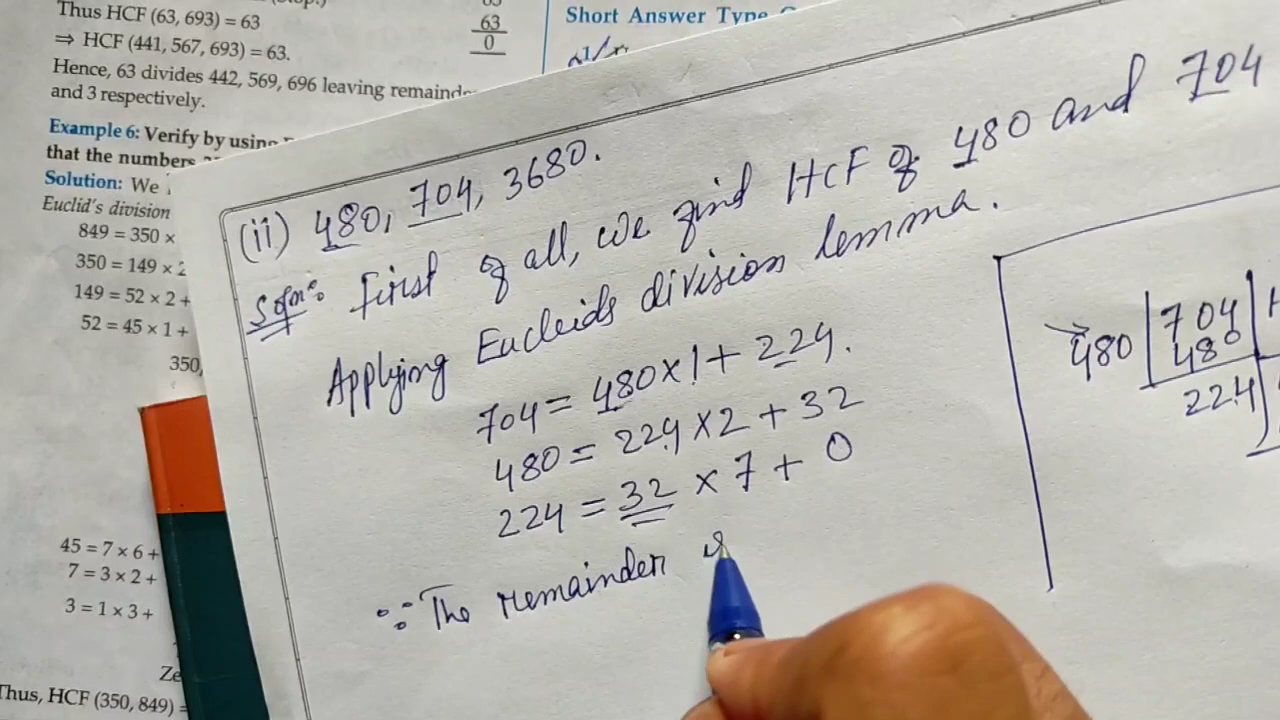 Thus HCF (63, 693) = 63
⇒ HCF (441, 567, 693) = 63.
Hence, 63 divides 442, 569, 696 leaving
and 3 respectively.
Example 6: Verify by using
that the numbers
Solution: We
Euclid's division
849 = 350 ×
350 = 149 × 2
149 = 52 × 2 +
52 = 45 × 1 +
350,
45 = 7 × 6 +
7 = 3 × 2 +
3 = 1 × 3 +
Thus, HCF (350, 849) =
63
0
Short Answer Type
(ii) 480, 704, 3680.
Soln: First of all, we find HCF of 480 and 704
Applying Eucleids division lemma.
704 = 480 × 1 + 224.
480 = 224 × 2 + 32
224 = 32 × 7 + 0
∵ The remainder is
480 | 704 |
480
224